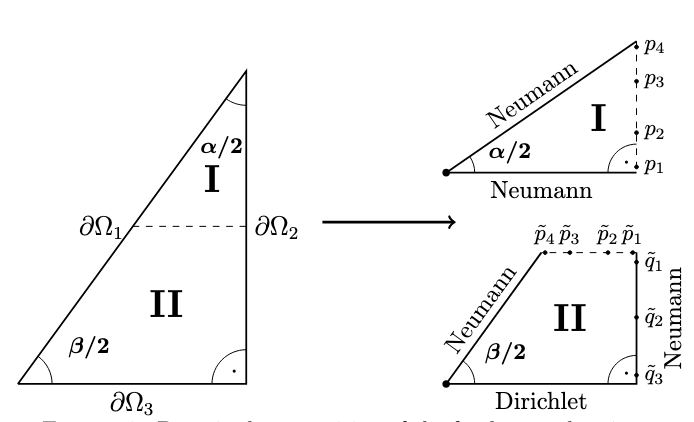 α/2
I
∂Ω₁
∂Ω₂
II
β/2
∂Ω₃
Neumann
p₄
p₃
I
p₂
α/2
p₁
Neumann
p̃₄ p̃₃ p̃₂ p̃₁
q̃₁
Neumann
II
q̃₂
Neumann
β/2
q̃₃
Dirichlet